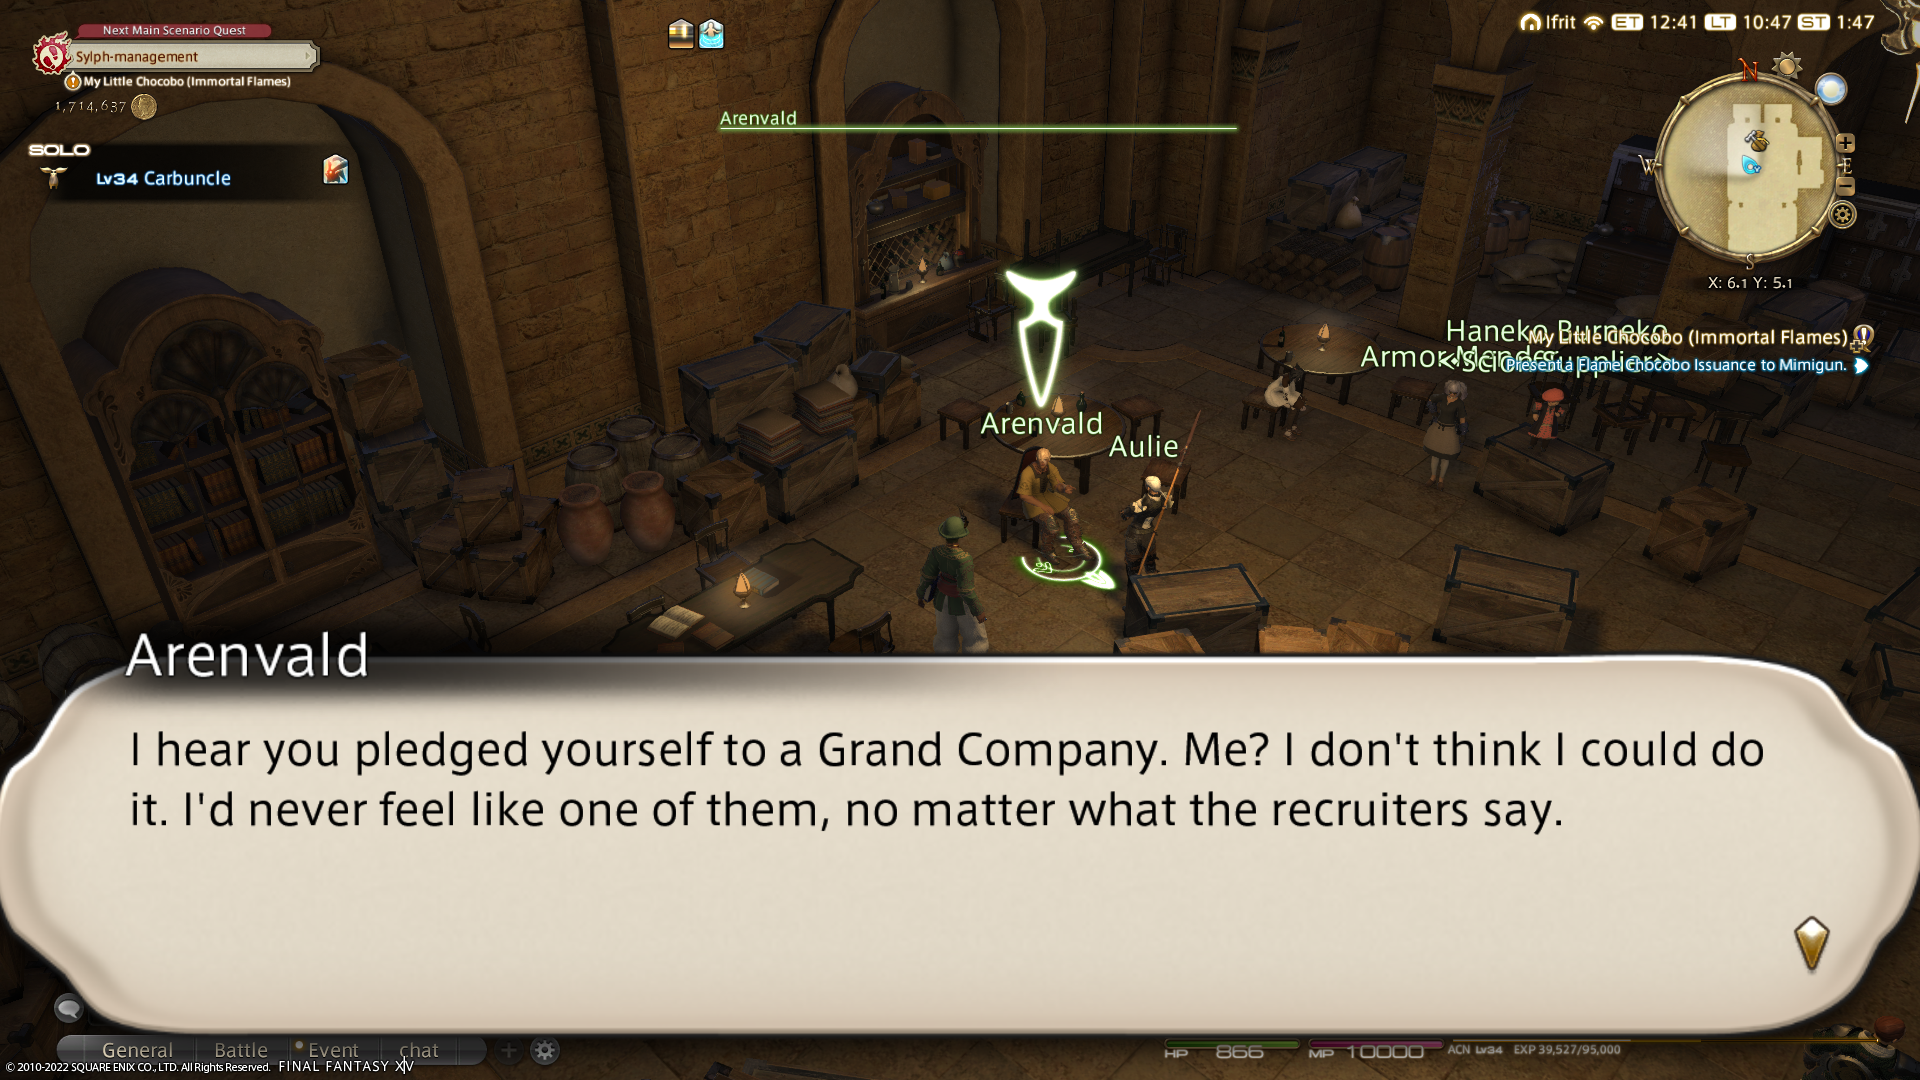 Next Main Scenario Quest
Sylph-management
My Little Chocobo (Immortal Flames)
1,714,637
SOLO
Lv34 Carbuncle
Arenvald
Ifrit ET 12:41 LT 10:47 ST 1:47
N
W
E
S
X: 6.1 Y: 5.1
Haneko Burneko
My Little Chocobo (Immortal Flames)
Armor Mender
Present a Flame Chocobo Issuance to Mimigun.
Arenvald
Aulie
Arenvald
I hear you pledged yourself to a Grand Company. Me? I don't think I could do
it. I'd never feel like one of them, no matter what the recruiters say.
General Battle Event chat
HP 866 MP 10000 ACN Lv34 EXP 39,527/95,000
© 2010-2022 SQUARE ENIX CO., LTD. All Rights Reserved. FINAL FANTASY XIV